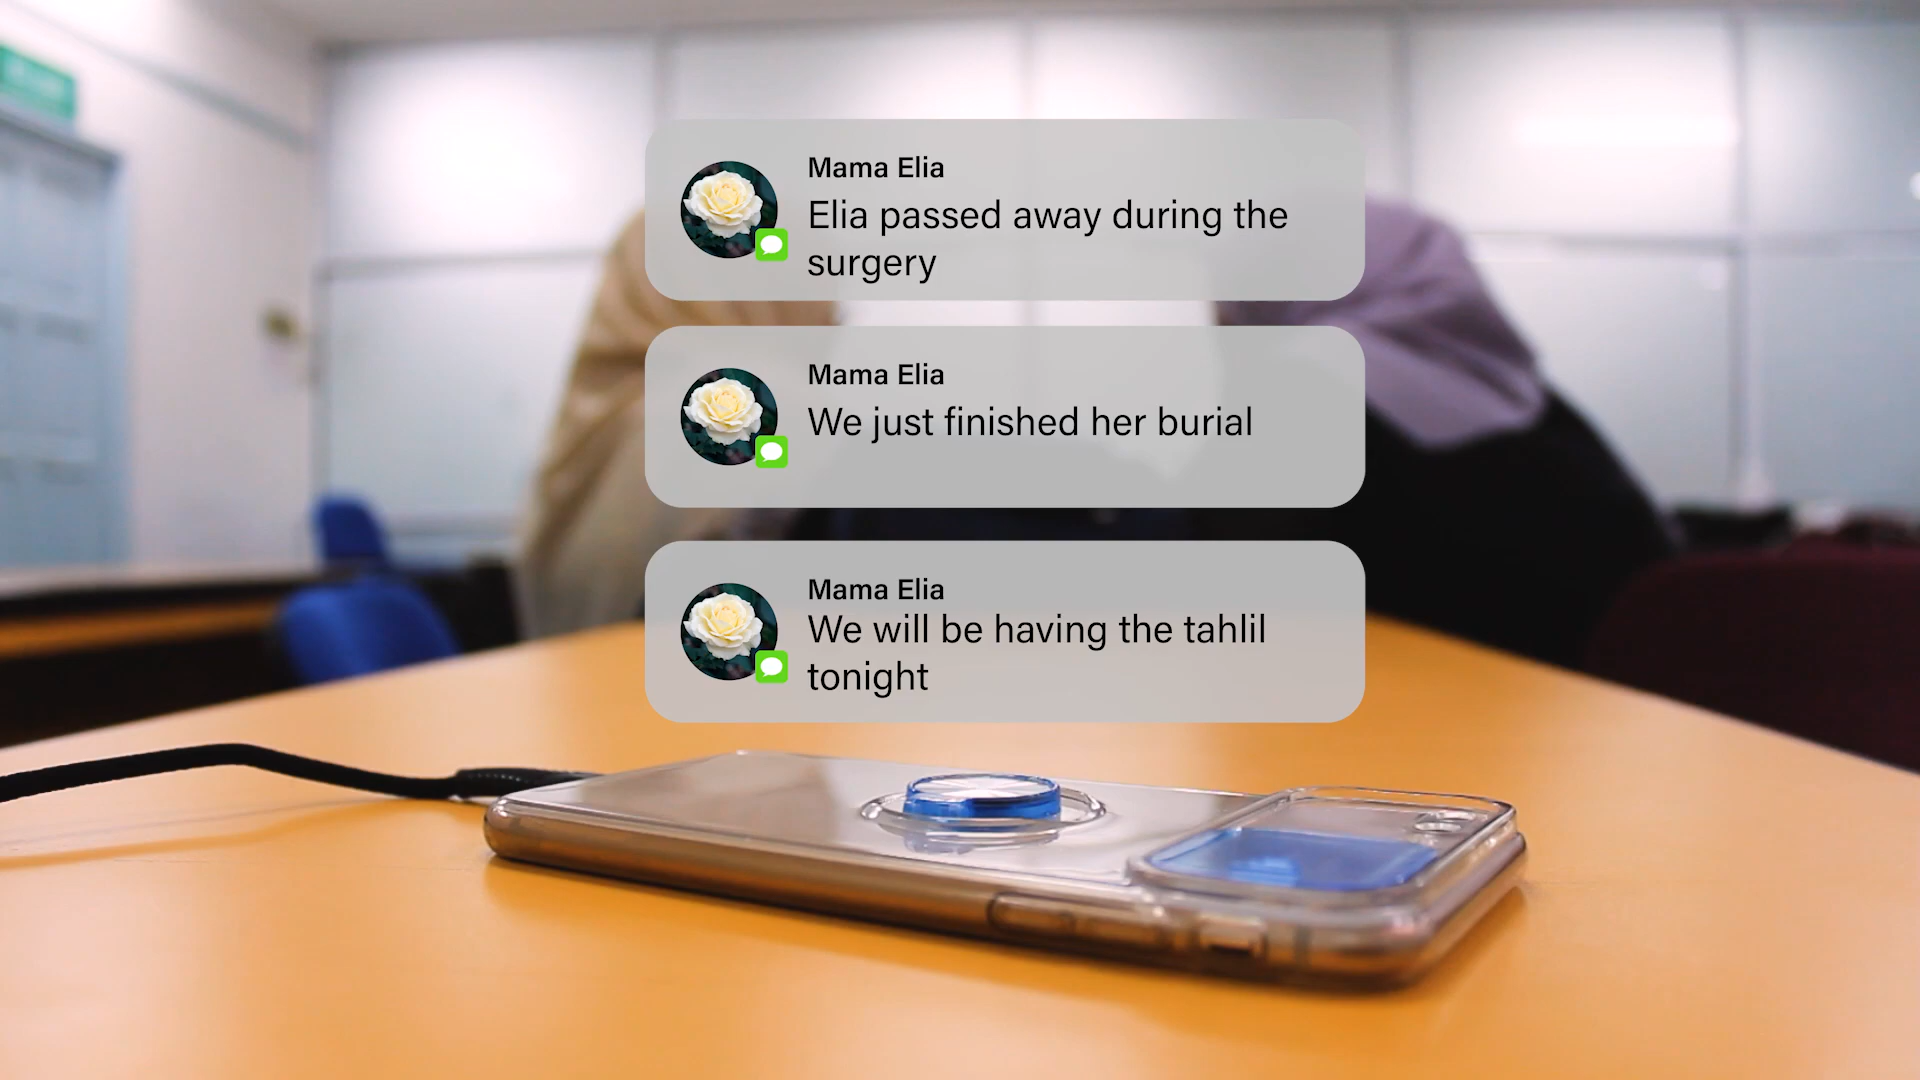 Mama Elia
Elia passed away during the
surgery
Mama Elia
We just finished her burial
Mama Elia
We will be having the tahlil
tonight